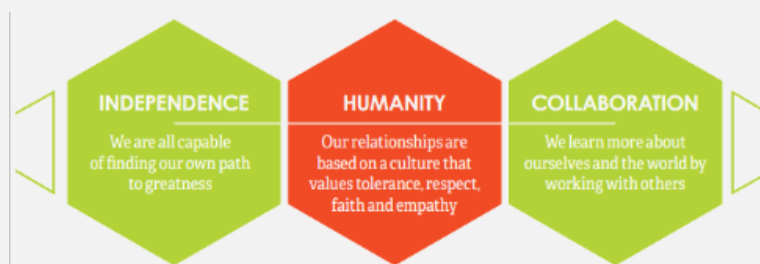 INDEPENDENCE
We are all capable
of finding our own path
to greatness
HUMANITY
Our relationships are
based on a culture that
values tolerance, respect,
faith and empathy
COLLABORATION
We learn more about
ourselves and the world by
working with others